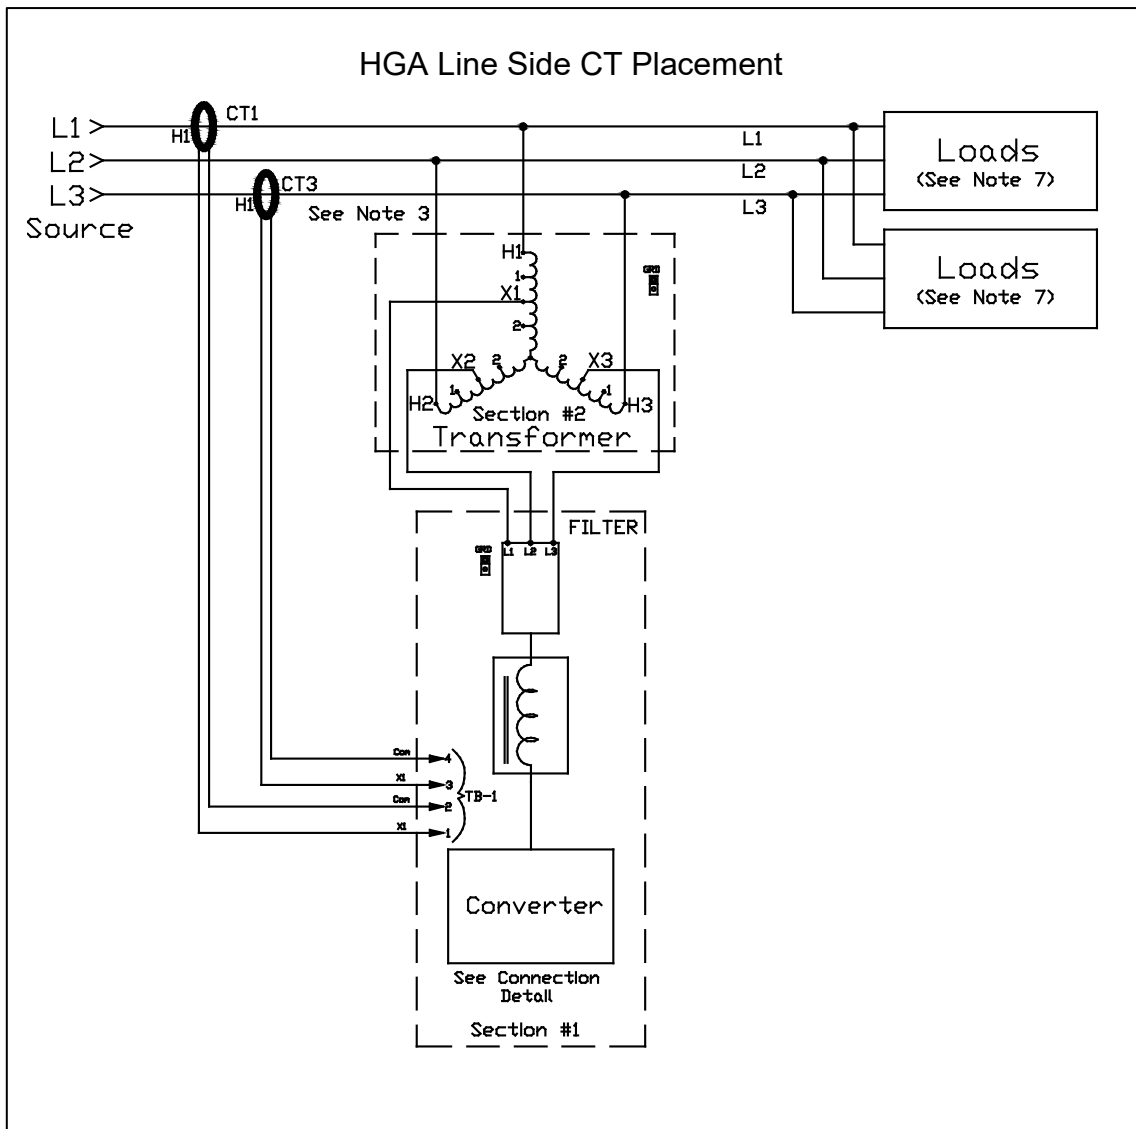 HGA Line Side CT Placement
L1
H1
CT1
L2
L3
Source
H1
CT3
See Note 3
L1
L2
L3
Loads
(See Note 7)
Loads
(See Note 7)
H1
1
X1
2
GRD
X2
2
2
X3
1
1
H2
H3
Section #2
Transformer
FILTER
GRD
L1
L2
L3
Com
4
X1
3
TB-1
Com
2
X1
1
Converter
See Connection
Detail
Section #1